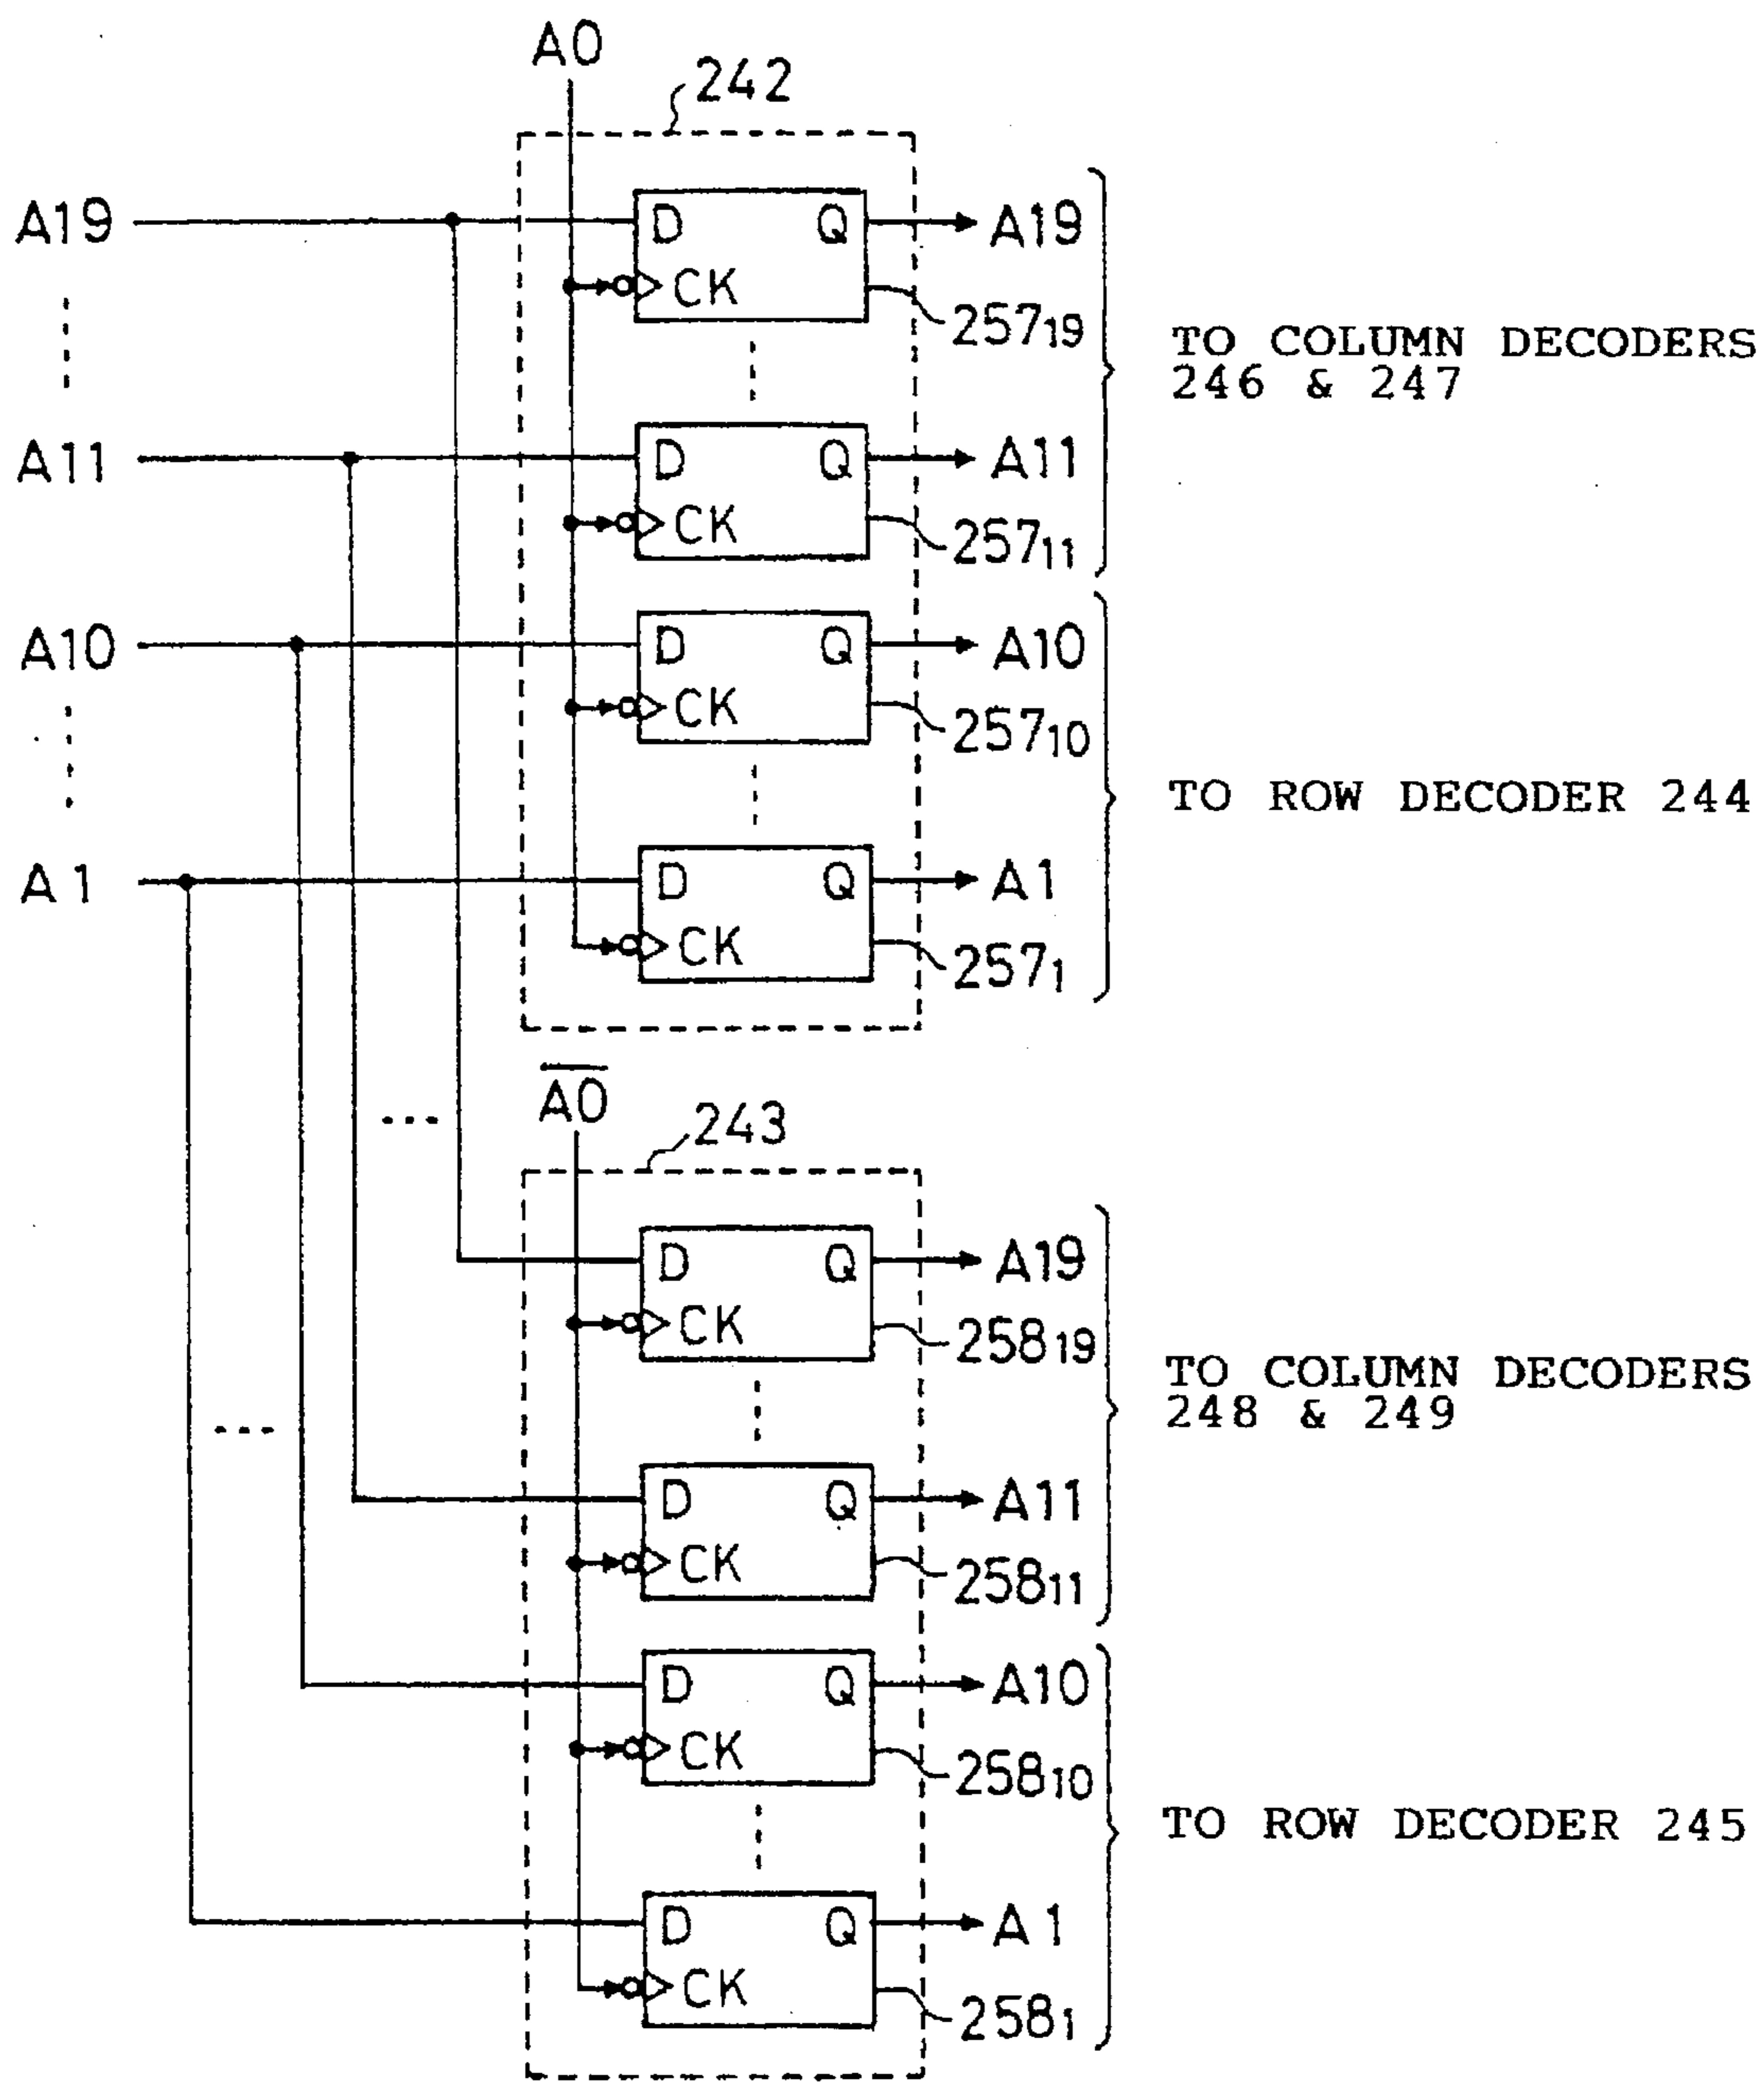 A0
242
A19 D Q A19
CK
257₁₉
TO COLUMN DECODERS
246 & 247
A11 D Q A11
CK
257₁₁
A10 D Q A10
CK
257₁₀
TO ROW DECODER 244
A1 D Q A1
CK
257₁
A̅0̅
243
D Q A19
CK
258₁₉
TO COLUMN DECODERS
248 & 249
D Q A11
CK
258₁₁
D Q A10
CK
258₁₀
TO ROW DECODER 245
D Q A1
CK
258₁